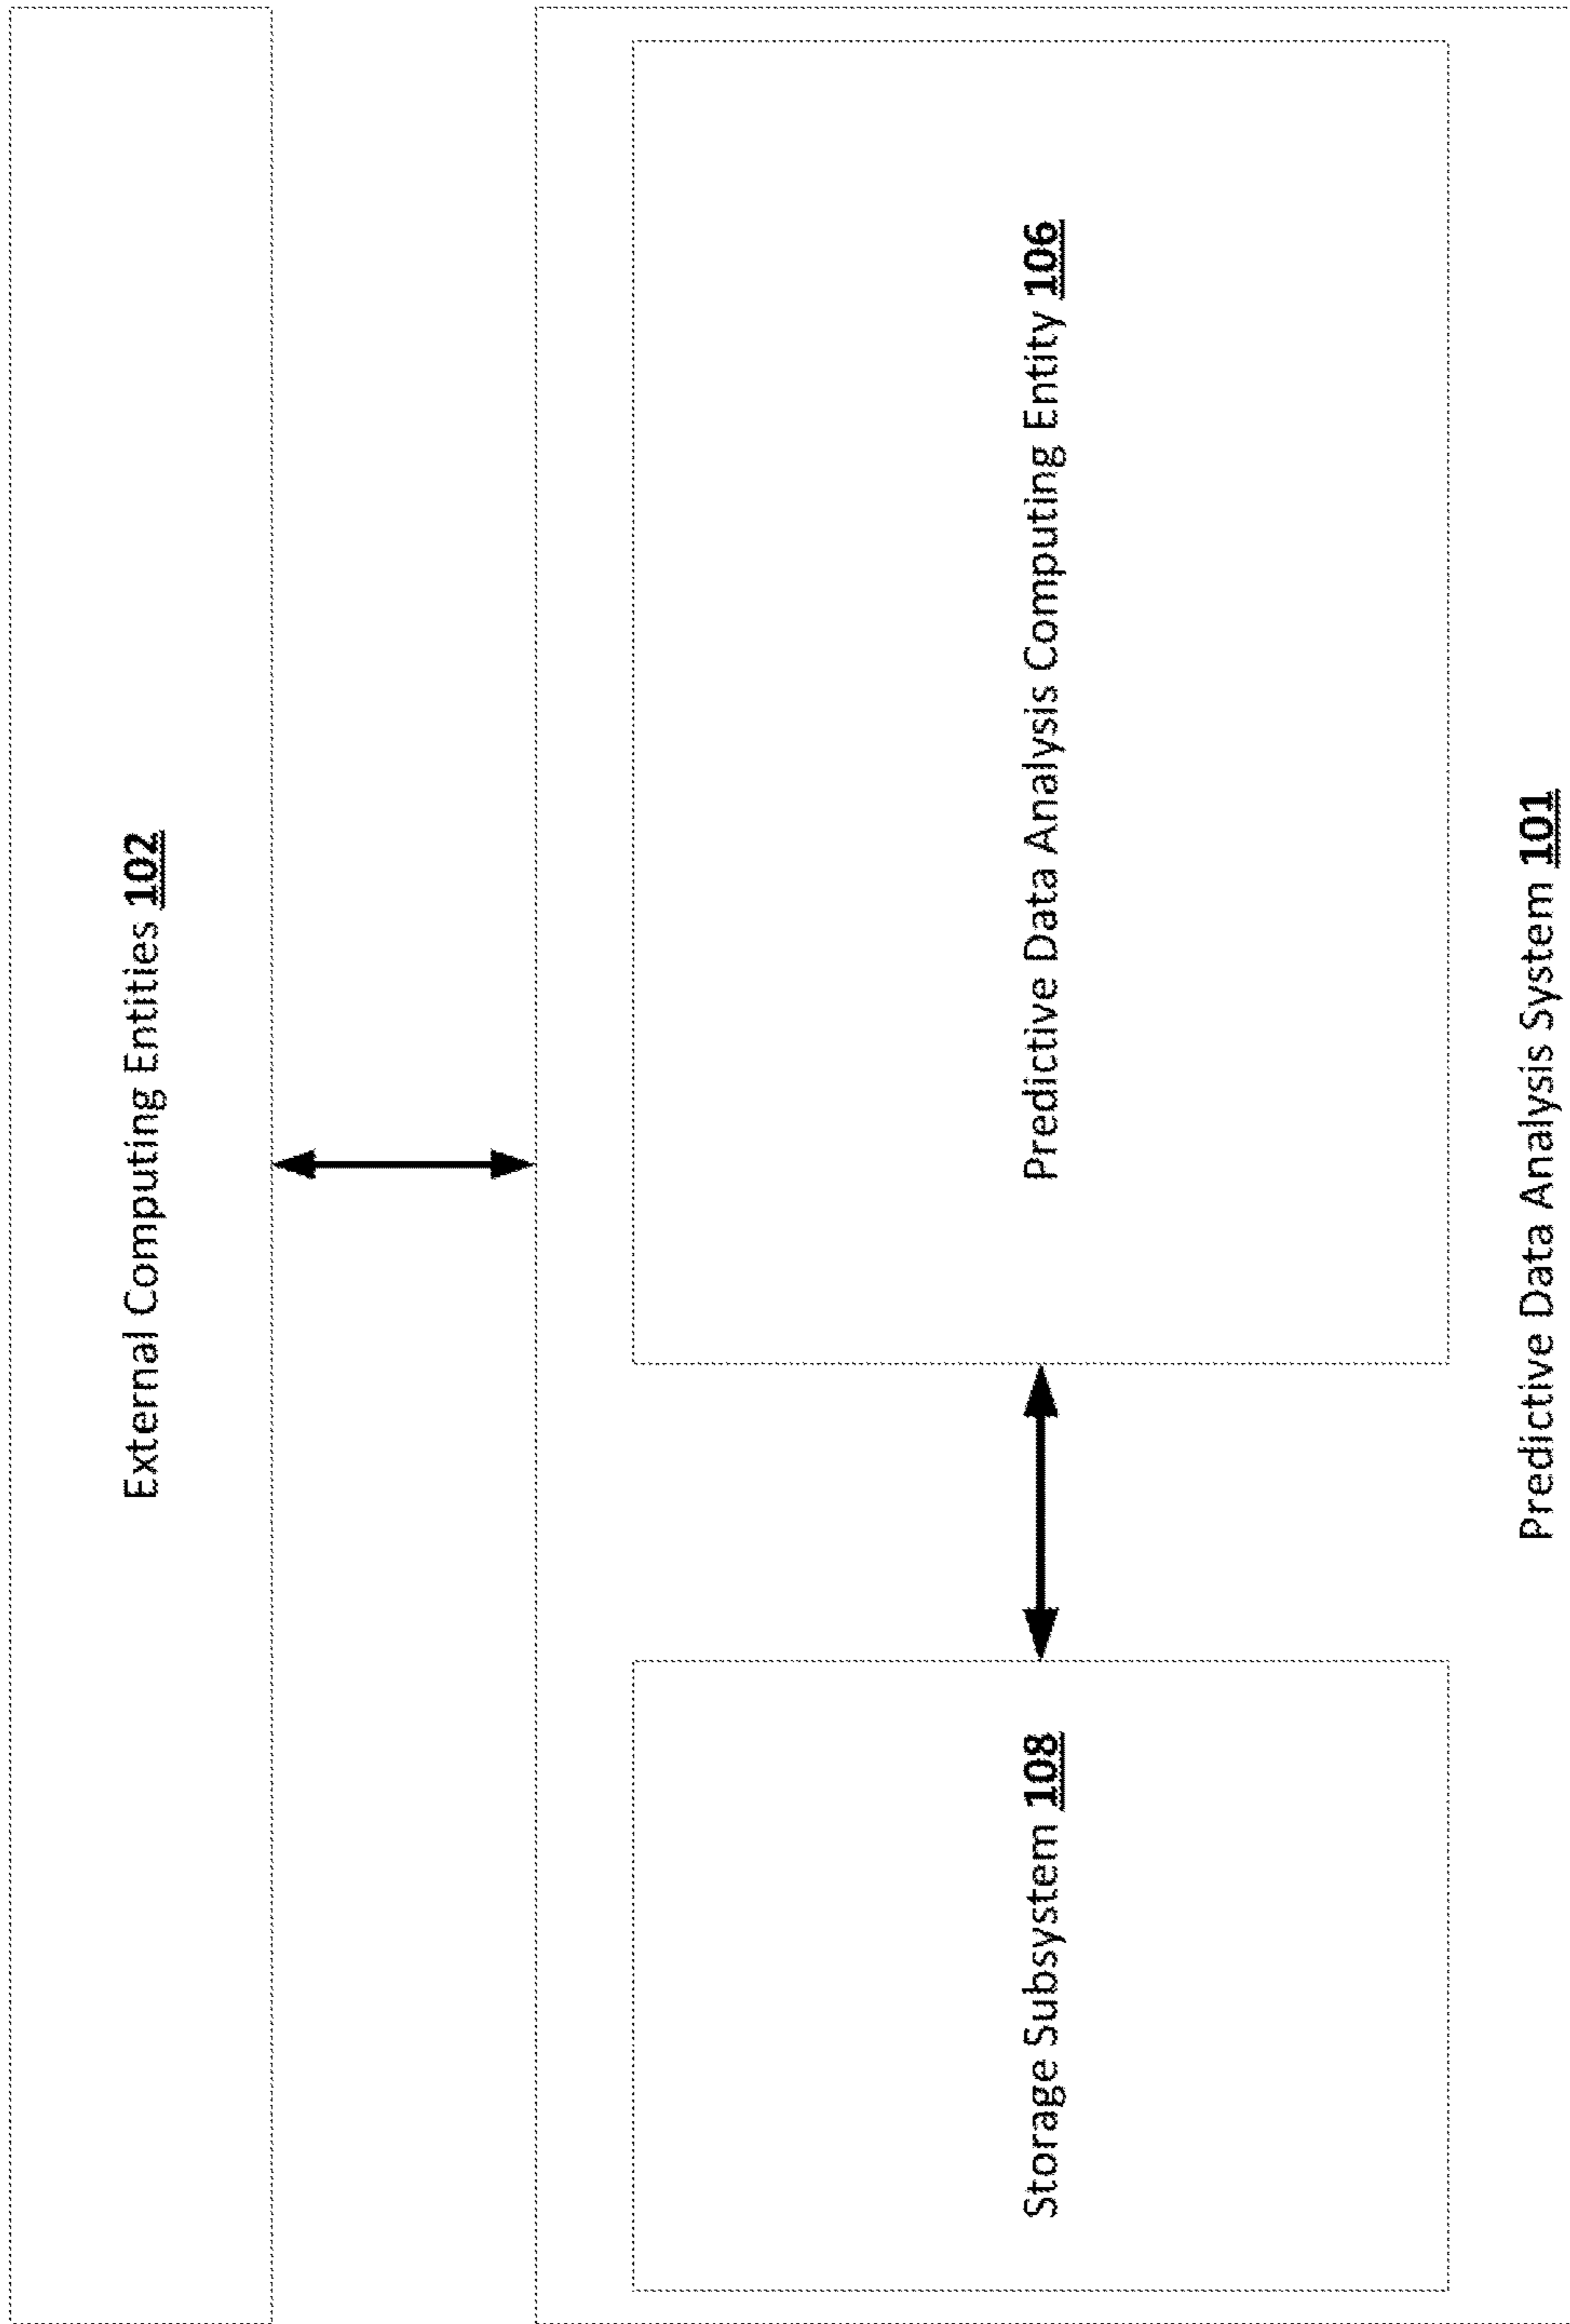 External Computing Entities 102
Storage Subsystem 108
Predictive Data Analysis Computing Entity 106
Predictive Data Analysis System 101